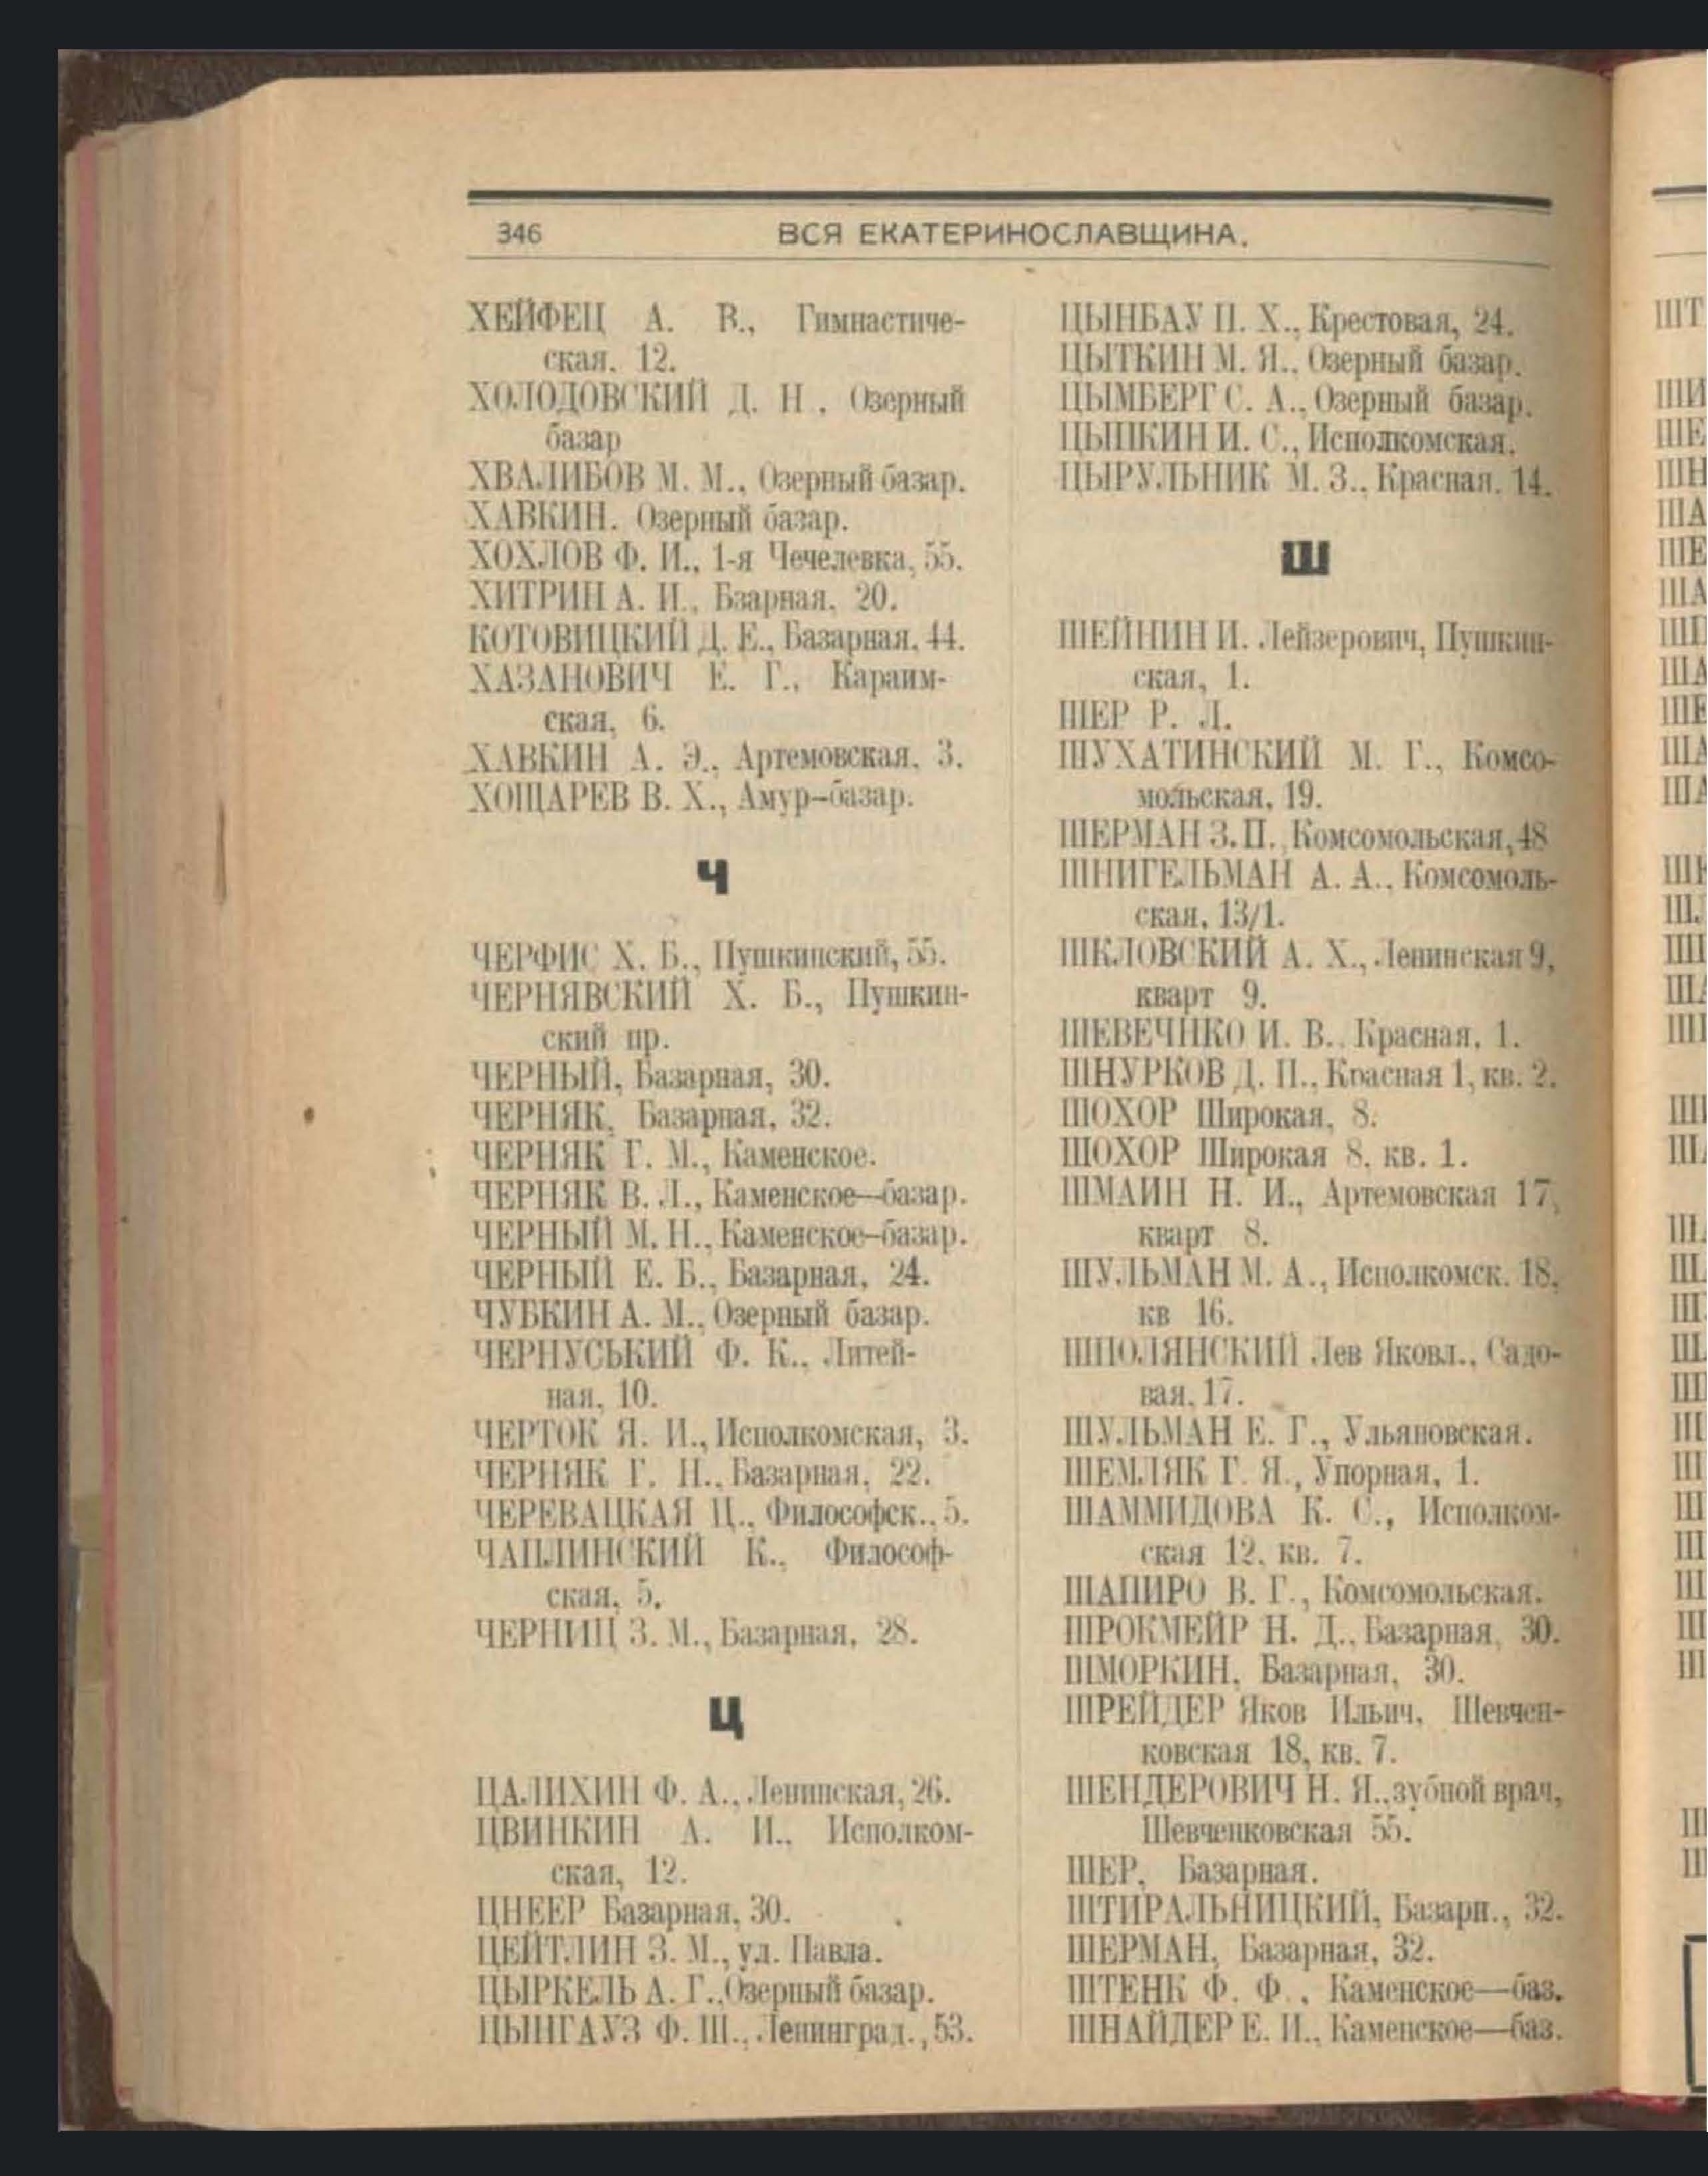 346
ВСЯ ЕКАТЕРИНОСЛАВЩИНА.
ХЕЙФЕЦ А. В., Гимнастиче-
ская. 12.
ХОЛОДОВСКИЙ Д. Н , Озерный
базар
ХВАЛИБОВ М. М., Озерный базар.
ХАВКИН. Озерный базар.
ХОХЛОВ Ф. И., 1-я Чечелевка, 55.
ХИТРИН А. И., Бзарная, 20.
КОТОВИЦКИЙ Д. Е., Базарная, 44.
ХАЗАНОВИЧ Е. Г., Караим-
ская, 6.
ХАВКИН А. Э., Артемовская, 3.
ХОЩАРЕВ В. Х., Амур–базар.
Ч
ЧЕРФИС Х. Б., Пушкинский, 55.
ЧЕРНЯВСКИЙ Х. Б., Пушкин-
ский пр.
ЧЕРНЫЙ, Базарная, 30.
ЧЕРНЯК, Базарная, 32.
ЧЕРНЯК Г. М., Каменское.
ЧЕРНЯК В. Л., Каменское—базар.
ЧЕРНЫЙ М. Н., Каменское–базар.
ЧЕРНЫЙ Е. Б., Базарная, 24.
ЧУБКИН А. М., Озерный базар.
ЧЕРНУСЬКИЙ Ф. К., Литей-
ная, 10.
ЧЕРТОК Я. И., Исполкомская, 3.
ЧЕРНЯК Г. Н., Базарная, 22.
ЧЕРЕВАЦКАЯ Ц., Философск., 5.
ЧАПЛИНСКИЙ К., Философ-
ская, 5.
ЧЕРНИЦ З. М., Базарная, 28.
Ц
ЦАЛИХИН Ф. А., Ленинская, 26.
ЦВИНКИН А. И., Исполком-
ская, 12.
ЦНЕЕР Базарная, 30.
ЦЕЙТЛИН З. М., ул. Павла.
ЦЫРКЕЛЬ А. Г., Озерный базар.
ЦЫНГАУЗ Ф. Ш., Ленинград., 53.
ЦЫНБАУ П. Х., Крестовая, 24.
ЦЫТКИН М. Я., Озерный базар.
ЦЫМБЕРГ С. А., Озерный базар.
ЦЫПКИН И. С., Исполкомская.
ЦЫРУЛЬНИК М. З., Красная, 14.
Ш
ШЕЙНИН И. Лейзерович, Пушкин-
ская, 1.
ШЕР Р. Л.
ШУХАТИНСКИЙ М. Г., Комсо-
мольская, 19.
ШЕРМАН З. П., Комсомольская, 48
ШНИГЕЛЬМАН А. А., Комсомоль-
ская, 13/1.
ШКЛОВСКИЙ А. Х., Ленинская 9,
кварт 9.
ШЕВЕЧНКО И. В., Красная, 1.
ШНУРКОВ Д. П., Красная 1, кв. 2.
ШОХОР Широкая, 8.
ШОХОР Широкая 8, кв. 1.
ШМАИН Н. И., Артемовская 17,
кварт 8.
ШУЛЬМАН М. А., Исполкомск. 18,
кв 16.
ШПОЛЯНСКИЙ Лев Яковл., Садо-
вая, 17.
ШУЛЬМАН Е. Г., Ульяновская.
ШЕМЛЯК Г. Я., Упорная, 1.
ШАММИДОВА К. С., Исполком-
ская 12, кв. 7.
ШАПИРО В. Г., Комсомольская.
ШРОКМЕЙР Н. Д., Базарная, 30.
ШМОРКИН, Базарная, 30.
ШРЕЙДЕР Яков Ильич, Шевчен-
ковская 18, кв. 7.
ШЕНДЕРОВИЧ Н. Я., зубной врач,
Шевченковская 55.
ШЕР, Базарная.
ШТИРАЛЬНИЦКИЙ, Базарн., 32.
ШЕРМАН, Базарная, 32.
ШТЕНК Ф. Ф., Каменское—баз.
ШНАЙДЕР Е. И., Каменское—баз.